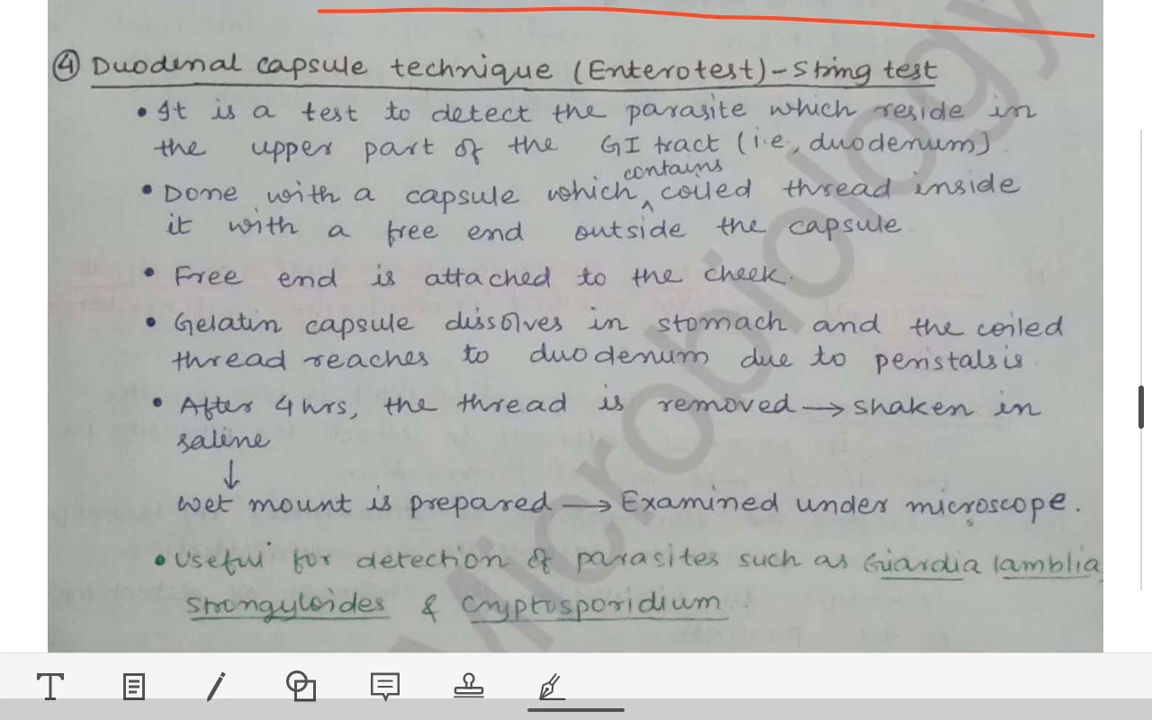 ④ Duodenal capsule technique (Enterotest) - String test
• It is a test to detect the parasite which reside in
the upper part of the GI tract (i.e., duodenum).
• Done with a capsule which contains coiled thread inside
it with a free end outside the capsule
• Free end is attached to the cheek.
• Gelatin capsule dissolves in stomach and the coiled
thread reaches to duodenum due to peristalsis.
• After 4 hrs, the thread is removed → shaken in
saline
↓
Wet mount is prepared → Examined under microscope.
• Useful for detection of parasites such as Giardia lamblia,
Strongyloides & Cryptosporidium.
Microbiology
T